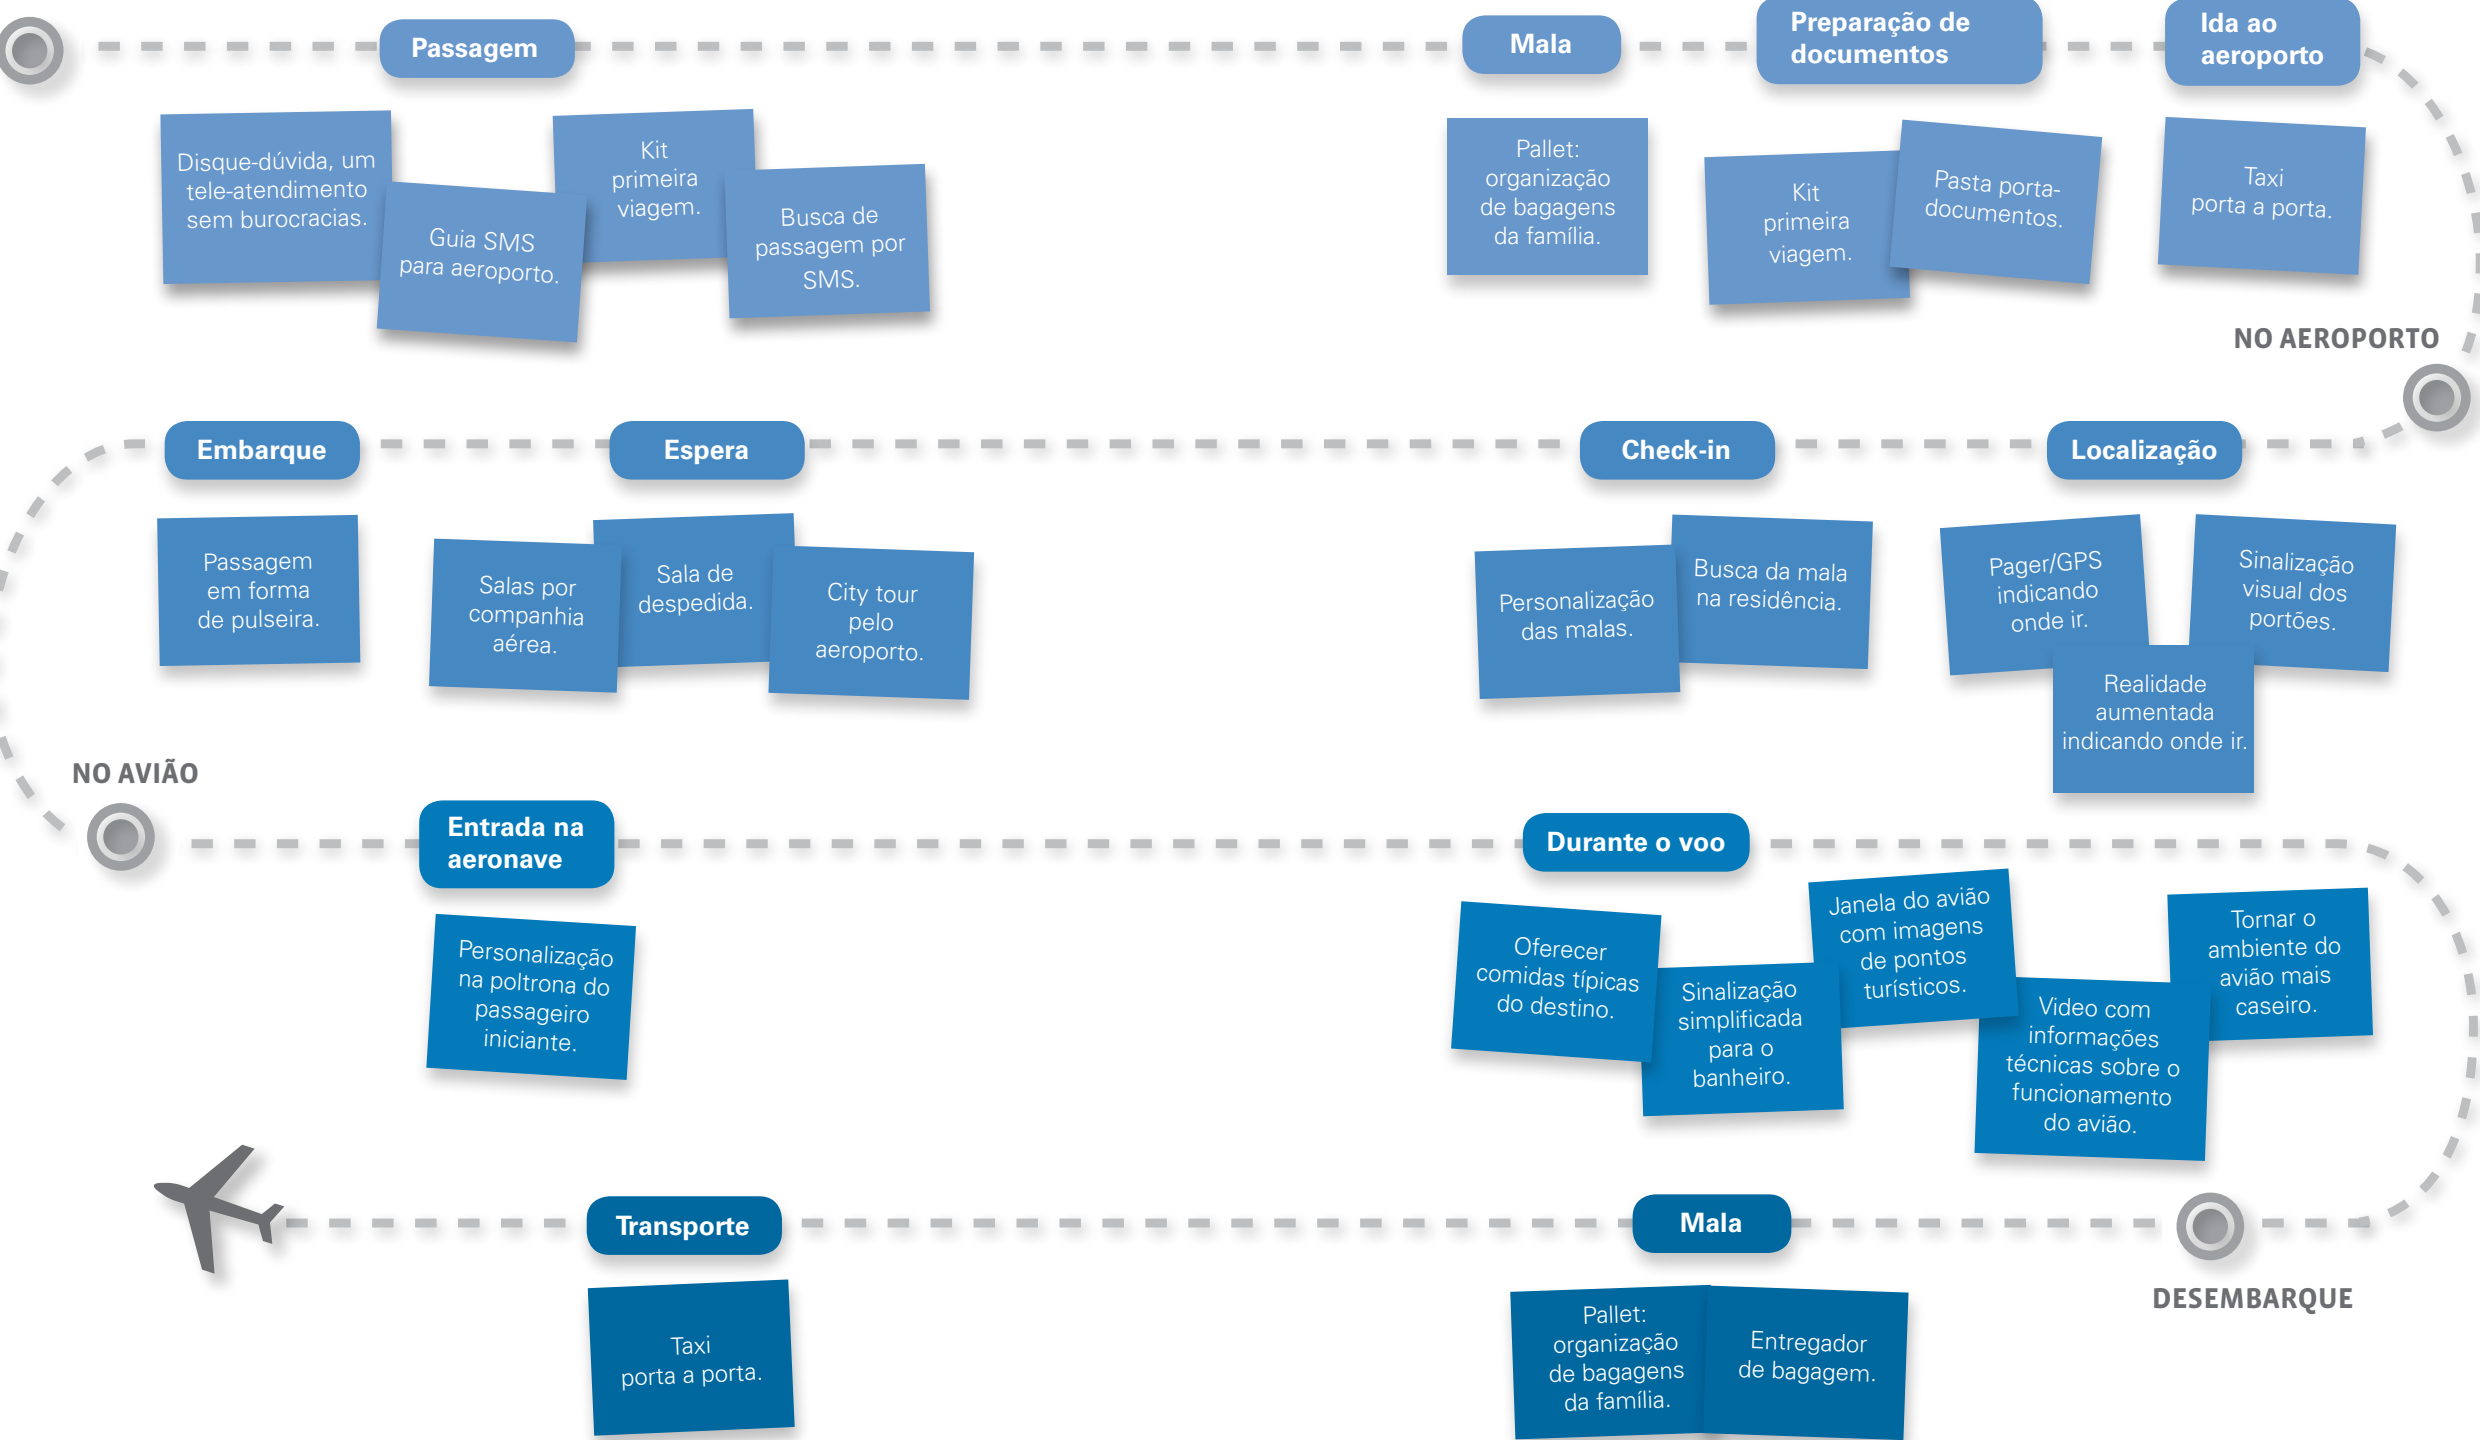 Passagem
Mala
Preparação de
documentos
Ida ao
aeroporto
Disque-dúvida, um
tele-atendimento
sem burocracias.
Guia SMS
para aeroporto.
Kit
primeira
viagem.
Busca de
passagem por
SMS.
Pallet:
organização
de bagagens
da família.
Kit
primeira
viagem.
Pasta porta-
documentos.
Taxi
porta a porta.
NO AEROPORTO
Embarque
Espera
Check-in
Localização
Passagem
em forma
de pulseira.
Salas por
companhia
aérea.
Sala de
despedida.
City tour
pelo
aeroporto.
Personalização
das malas.
Busca da mala
na residência.
Pager/GPS
indicando
onde ir.
Sinalização
visual dos
portões.
Realidade
aumentada
indicando onde ir.
NO AVIÃO
Entrada na
aeronave
Durante o voo
Personalização
na poltrona do
passageiro
iniciante.
Oferecer
comidas típicas
do destino.
Sinalização
simplificada
para o
banheiro.
Janela do avião
com imagens
de pontos
turísticos.
Video com
informações
técnicas sobre o
funcionamento
do avião.
Tornar o
ambiente do
avião mais
caseiro.
Transporte
Mala
DESEMBARQUE
Taxi
porta a porta.
Pallet:
organização
de bagagens
da família.
Entregador
de bagagem.